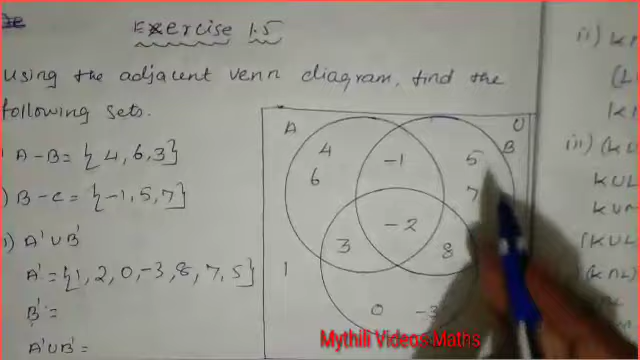 Exercise 1.5
using the adjacent venn diagram, find the
following sets.
A-B = {4, 6, 3}
) B-C = {-1, 5, 7}
) A'∪B'
A' = {1, 2, 0, -3, 8, 7, 5}
B' =
A'∪B' =
A
U
B
4
-1
5
6
7
-2
3
8
1
0
-3
ii) K∩
(L
K∩
iii) (K∪
K∪L
K∪M
(K∪L
(K∩L)
Mythili Videos Maths